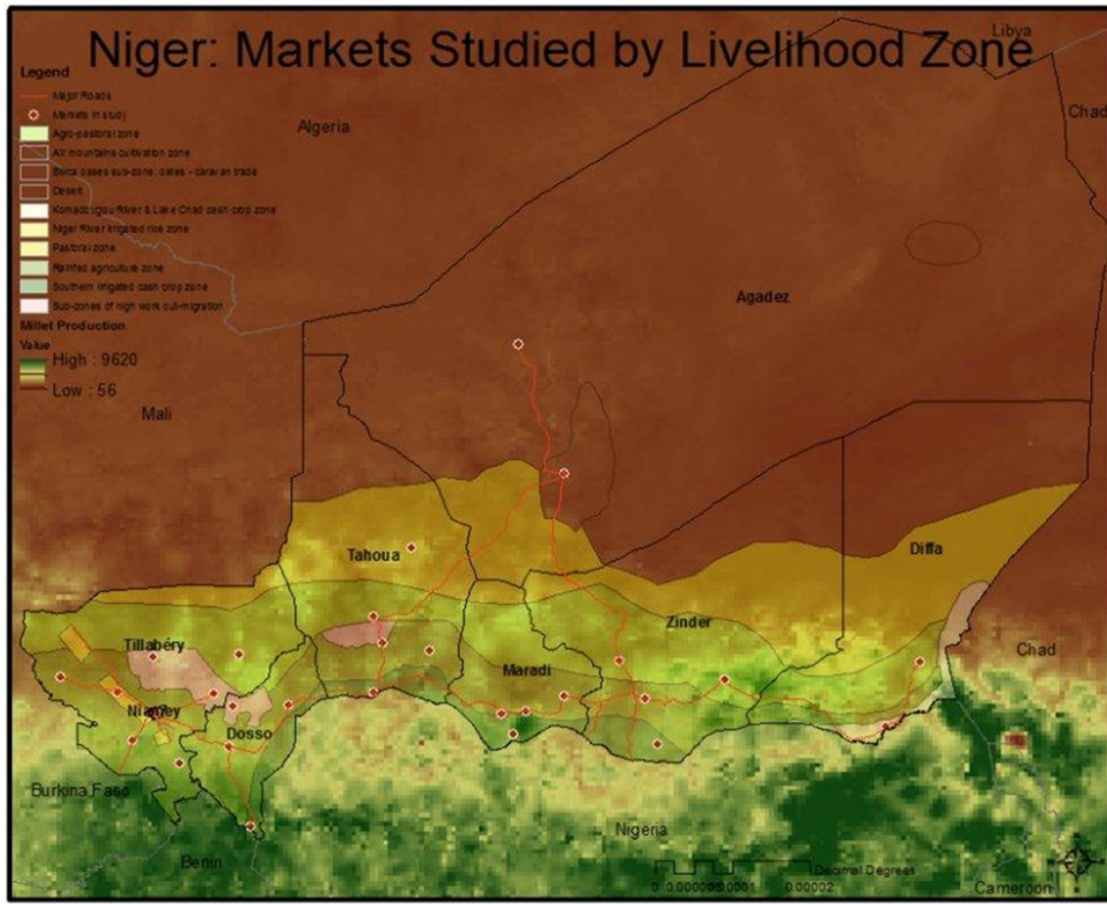 Niger: Markets Studied by Livelihood Zone
Legend
Major Roads
Markets in study
Agro-pastoral zone
Air mountains cultivation zone
Bilma oases sub-zone, dates - caravan trade
Desert
Komadougou River & Lake Chad cash crop zone
Niger River irrigated rice zone
Pastoral zone
Rainfed agriculture zone
Southern irrigated cash crop zone
Sub-zones of high work out-migration
Millet Production
Value
High : 9620
Low : 56
Libya
Algeria
Chad
Agadez
Mali
Tahoua
Diffa
Zinder
Tillabéry
Maradi
Chad
Niamey
Dosso
Burkina Faso
Nigeria
Benin
Decimal Degrees
0.00002
Cameroon